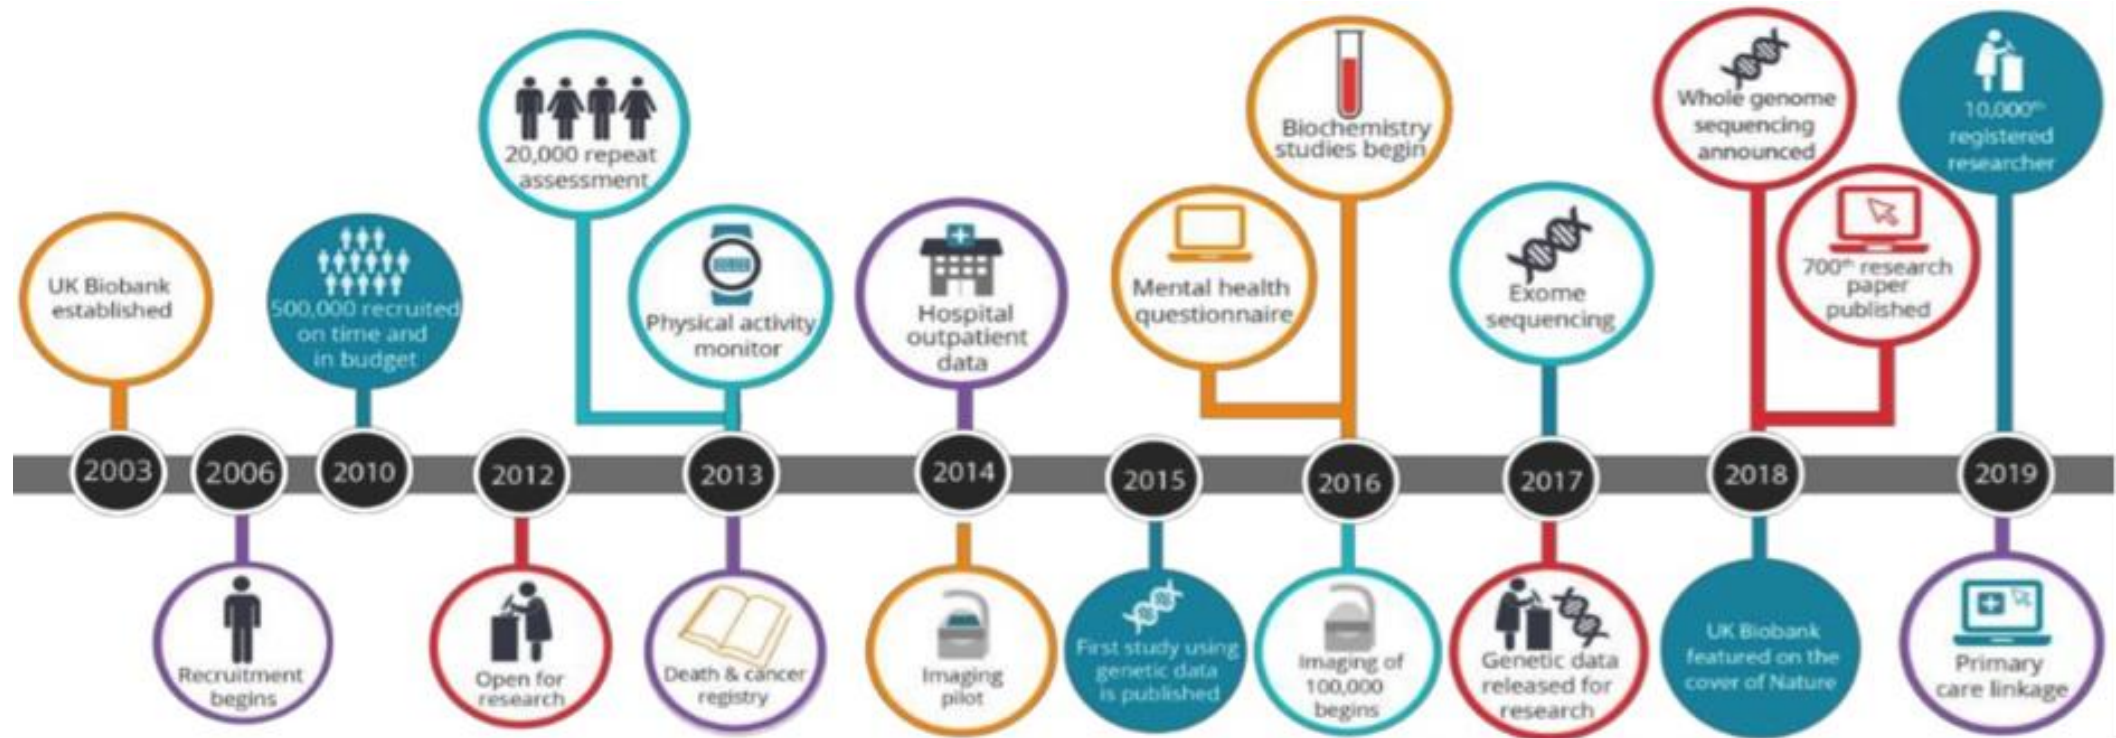 20,000 repeat
assessment
Biochemistry
studies begin
Whole genome
sequencing
announced
10,000th
registered
researcher
UK Biobank
established
500,000 recruited
on time and
in budget
Physical activity
monitor
Hospital
outpatient
data
Mental health
questionnaire
Exome
sequencing
700th research
paper
published
2003
2006
2010
2012
2013
2014
2015
2016
2017
2018
2019
Recruitment
begins
Open for
research
Death & cancer
registry
Imaging
pilot
First study using
genetic data
is published
Imaging of
100,000
begins
Genetic data
released for
research
UK Biobank
featured on the
cover of Nature
Primary
care linkage